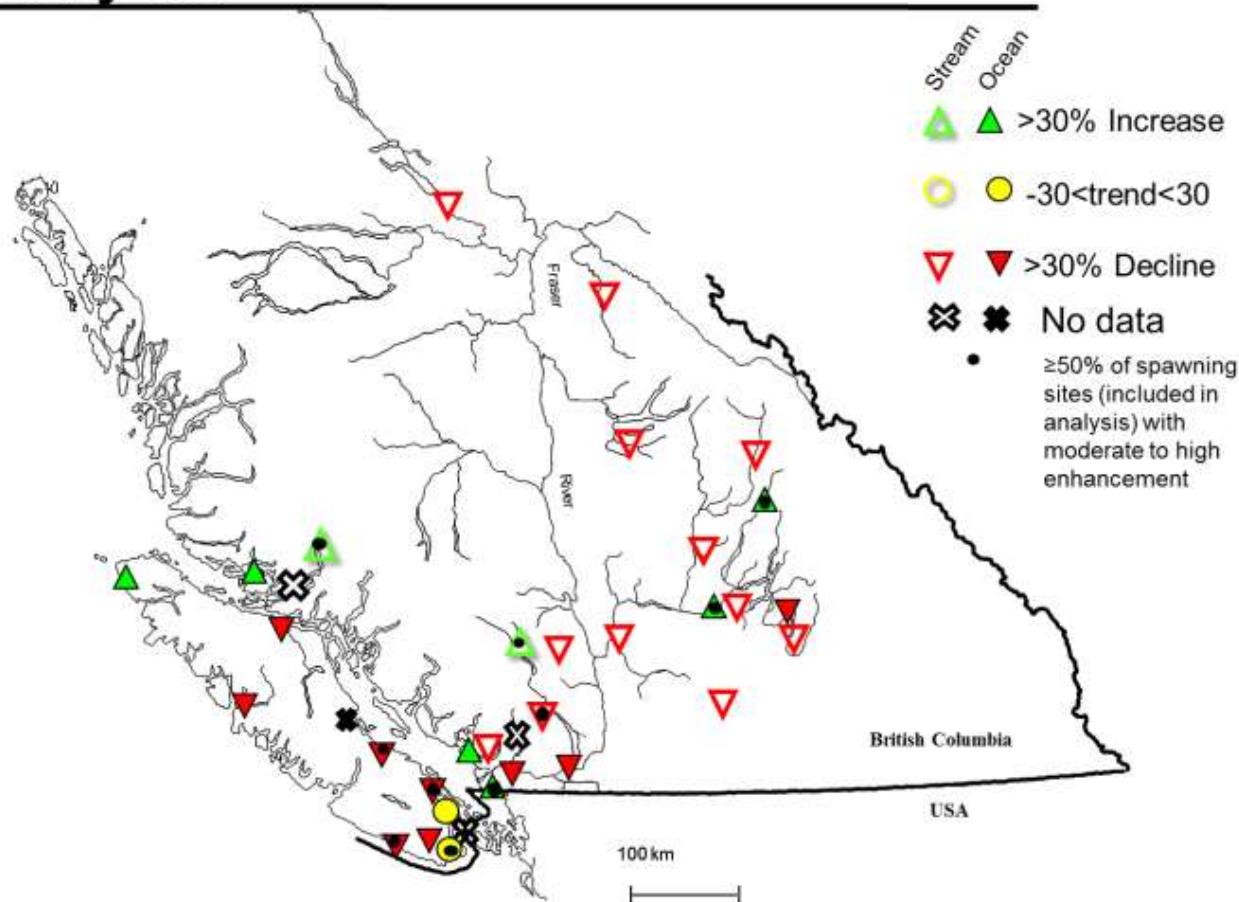 Stream
Ocean
>30% Increase
-30<trend<30
>30% Decline
No data
≥50% of spawning
sites (included in
analysis) with
moderate to high
enhancement
Fraser
River
British Columbia
USA
100 km